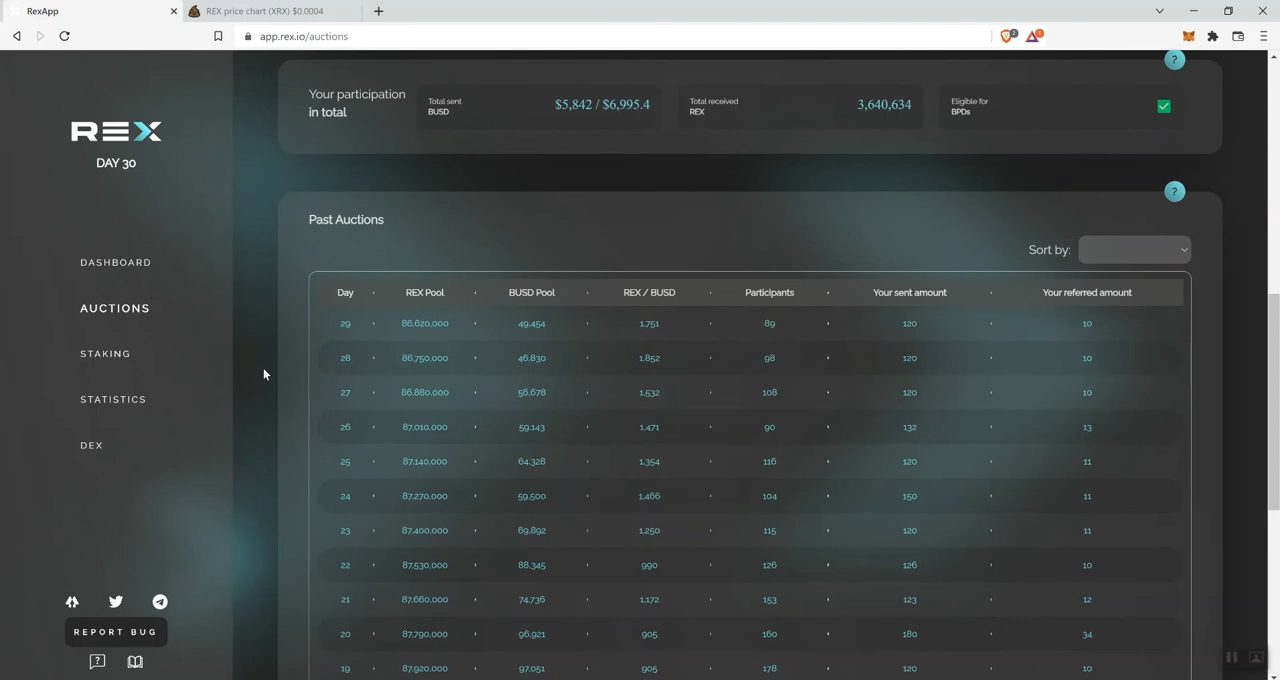 RexApp
REX price chart (XRX) $0.0004
app.rex.io/auctions
REX
DAY 30
DASHBOARD
AUCTIONS
STAKING
STATISTICS
DEX
REPORT BUG
Your participation
in total
Total sent
BUSD
$5,842 / $6,995.4
Total received
REX
3,640,634
Eligible for
BPDs
Past Auctions
Sort by:
Day REX Pool BUSD Pool REX / BUSD Participants Your sent amount Your referred amount
29 86,620,000 49,454 1,751 89 120 10
28 86,750,000 46,830 1,852 98 120 10
27 86,880,000 56,678 1,532 108 120 10
26 87,010,000 59,143 1,471 90 132 13
25 87,140,000 64,328 1,354 116 120 11
24 87,270,000 59,500 1,466 104 150 11
23 87,400,000 69,892 1,250 115 120 11
22 87,530,000 88,345 990 126 126 10
21 87,660,000 74,736 1,172 153 123 12
20 87,790,000 96,921 905 160 180 34
19 87,920,000 97,051 905 178 120 10